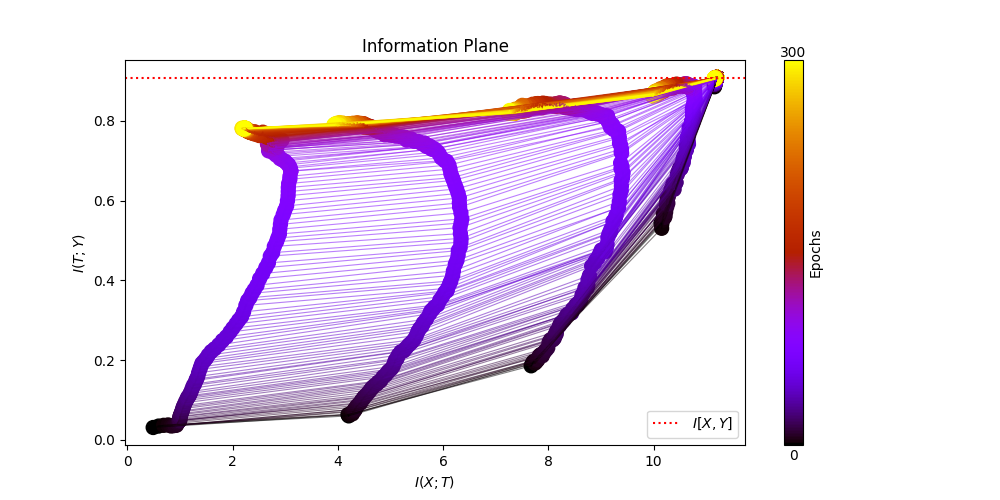 Information Plane
300
0.8
0.6
0.4
0.2
0.0
I(T; Y)
0 2 4 6 8 10
I(X; T)
I[X, Y]
Epochs
0